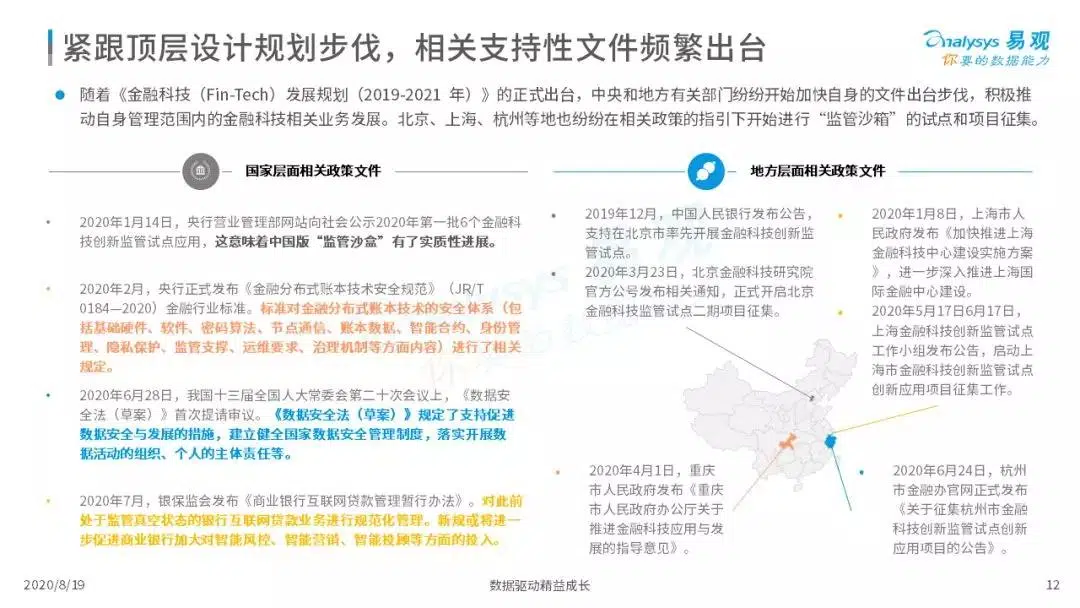 紧跟顶层设计规划步伐，相关支持性文件频繁出台
analysys 易观
你要的数据能力
随着《金融科技（Fin-Tech）发展规划（2019-2021 年）》的正式出台，中央和地方有关部门纷纷开始加快自身的文件出台步伐，积极推
动自身管理范围内的金融科技相关业务发展。北京、上海、杭州等地也纷纷在相关政策的指引下开始进行“监管沙箱”的试点和项目征集。
国家层面相关政策文件
2020年1月14日，央行营业管理部网站向社会公示2020年第一批6个金融科
技创新监管试点应用，这意味着中国版“监管沙盒”有了实质性进展。
2020年2月，央行正式发布《金融分布式账本技术安全规范》（JR/T
0184—2020）金融行业标准。标准对金融分布式账本技术的安全体系（包
括基础硬件、软件、密码算法、节点通信、账本数据、智能合约、身份管
理、隐私保护、监管支撑、运维要求、治理机制等方面内容）进行了相关
规定。
2020年6月28日，我国十三届全国人大常委会第二十次会议上，《数据安
全法（草案）》首次提请审议。《数据安全法（草案）》规定了支持促进
数据安全与发展的措施，建立健全国家数据安全管理制度，落实开展数
据活动的组织、个人的主体责任等。
2020年7月，银保监会发布《商业银行互联网贷款管理暂行办法》。对此前
处于监管真空状态的银行互联网贷款业务进行规范化管理。新规或将进一
步促进商业银行加大对智能风控、智能营销、智能投顾等方面的投入。
地方层面相关政策文件
2019年12月，中国人民银行发布公告，
支持在北京市率先开展金融科技创新监
管试点。
2020年3月23日，北京金融科技研究院
官方公号发布相关通知，正式开启北京
金融科技监管试点二期项目征集。
2020年1月8日，上海市人
民政府发布《加快推进上海
金融科技中心建设实施方案
》，进一步深入推进上海国
际金融中心建设。
2020年5月17日6月17日，
上海金融科技创新监管试点
工作小组发布公告，启动上
海市金融科技创新监管试点
创新应用项目征集工作。
2020年4月1日，重庆
市人民政府发布《重庆
市人民政府办公厅关于
推进金融科技应用与发
展的指导意见》。
2020年6月24日，杭州
市金融办官网正式发布
《关于征集杭州市金融
科技创新监管试点创新
应用项目的公告》。
2020/8/19
数据驱动精益成长
12